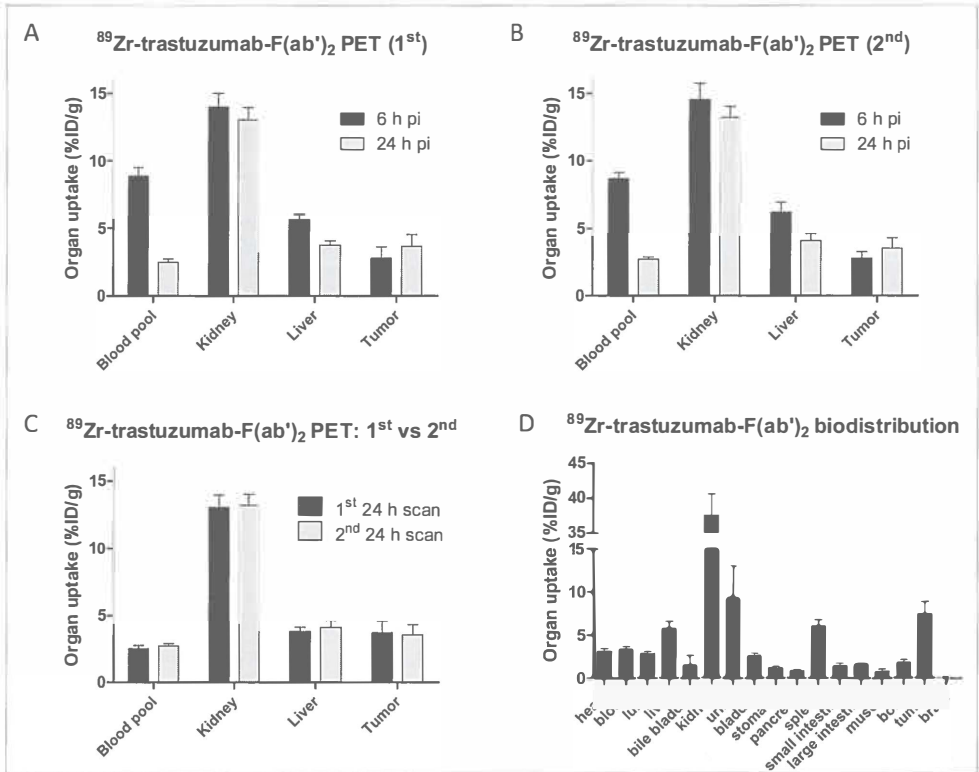 A
⁸⁹Zr-trastuzumab-F(ab')₂ PET (1ˢᵗ)
Organ uptake (%ID/g)
15
10
5
0
6 h pi
24 h pi
Blood pool
Kidney
Liver
Tumor
B
⁸⁹Zr-trastuzumab-F(ab')₂ PET (2ⁿᵈ)
Organ uptake (%ID/g)
15
10
5
0
6 h pi
24 h pi
Blood pool
Kidney
Liver
Tumor
C
⁸⁹Zr-trastuzumab-F(ab')₂ PET: 1ˢᵗ vs 2ⁿᵈ
Organ uptake (%ID/g)
15
10
5
0
1ˢᵗ 24 h scan
2ⁿᵈ 24 h scan
Blood pool
Kidney
Liver
Tumor
D
⁸⁹Zr-trastuzumab-F(ab')₂ biodistribution
Organ uptake (%ID/g)
45
40
35
15
10
5
0
bile
small
large